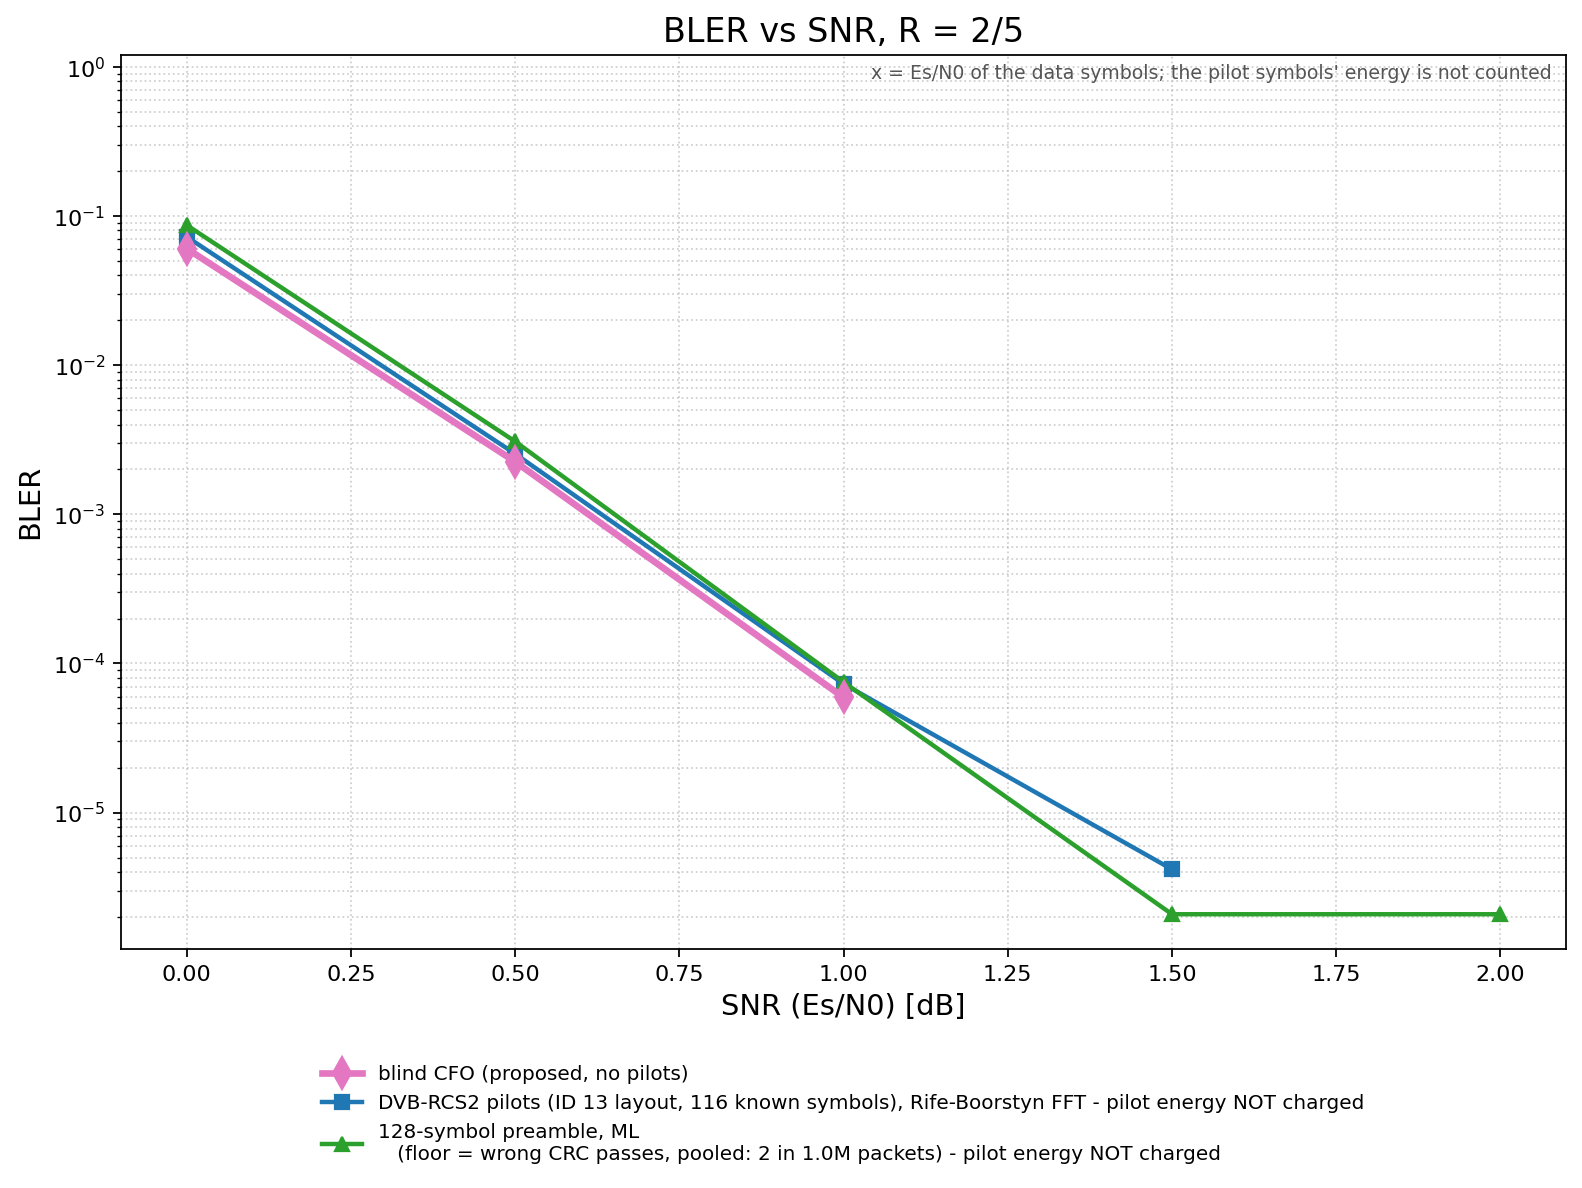 BLER vs SNR, R = 2/5
x = Es/N0 of the data symbols; the pilot symbols' energy is not counted
10⁰
10⁻¹
10⁻²
10⁻³
10⁻⁴
10⁻⁵
BLER
0.00 0.25 0.50 0.75 1.00 1.25 1.50 1.75 2.00
SNR (Es/N0) [dB]
blind CFO (proposed, no pilots)
DVB-RCS2 pilots (ID 13 layout, 116 known symbols), Rife-Boorstyn FFT - pilot energy NOT charged
128-symbol preamble, ML
(floor = wrong CRC passes, pooled: 2 in 1.0M packets) - pilot energy NOT charged